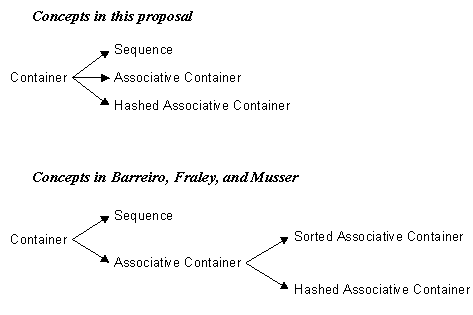 Concepts in this proposal
Sequence
Container
Associative Container
Hashed Associative Container
Concepts in Barreiro, Fraley, and Musser
Sequence
Container
Sorted Associative Container
Associative Container
Hashed Associative Container